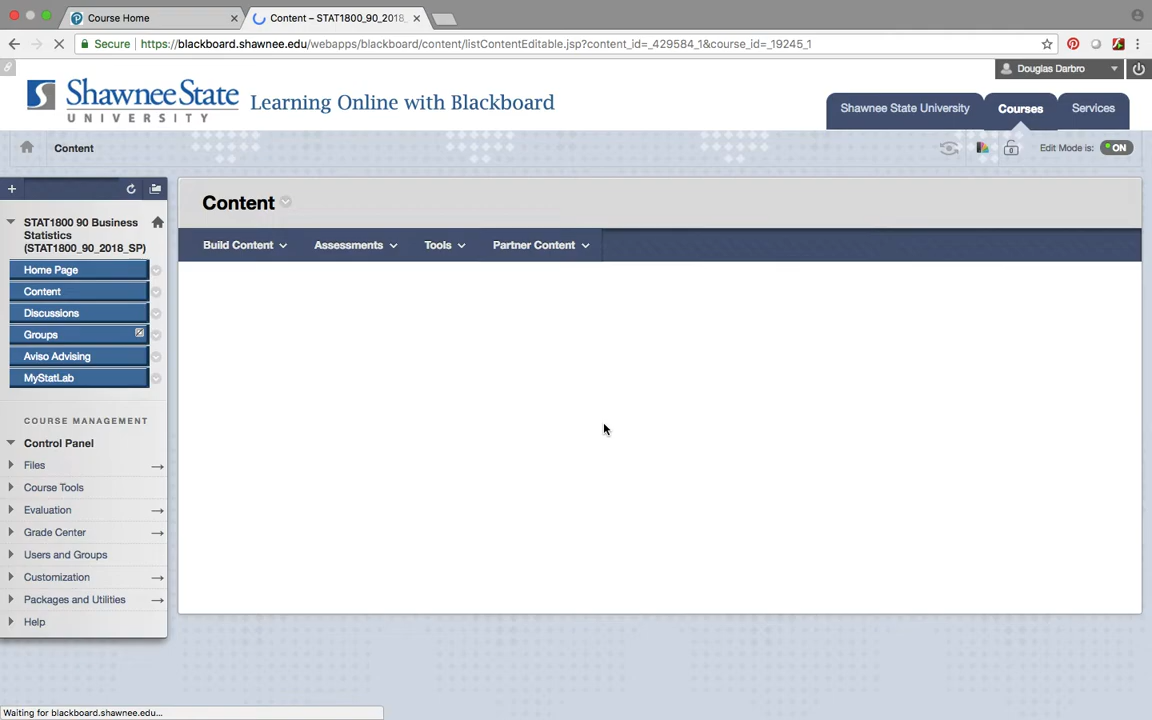 Course Home
Content – STAT1800_90_2018_
Secure
https://blackboard.shawnee.edu/webapps/blackboard/content/listContentEditable.jsp?content_id=_429584_1&course_id=_19245_1
Douglas Darbro
Shawnee State
UNIVERSITY
Learning Online with Blackboard
Shawnee State University
Courses
Services
Content
Edit Mode is:
ON
STAT1800 90 Business
Statistics
(STAT1800_90_2018_SP)
Home Page
Content
Discussions
Groups
Aviso Advising
MyStatLab
COURSE MANAGEMENT
Control Panel
Files
Course Tools
Evaluation
Grade Center
Users and Groups
Customization
Packages and Utilities
Help
Content
Build Content
Assessments
Tools
Partner Content
Waiting for blackboard.shawnee.edu...